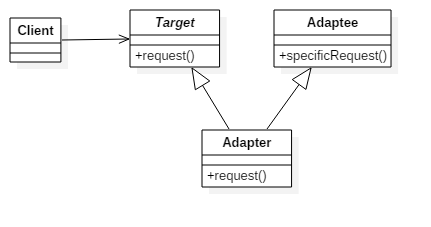 Client
Target
+request()
Adaptee
+specificRequest()
Adapter
+request()